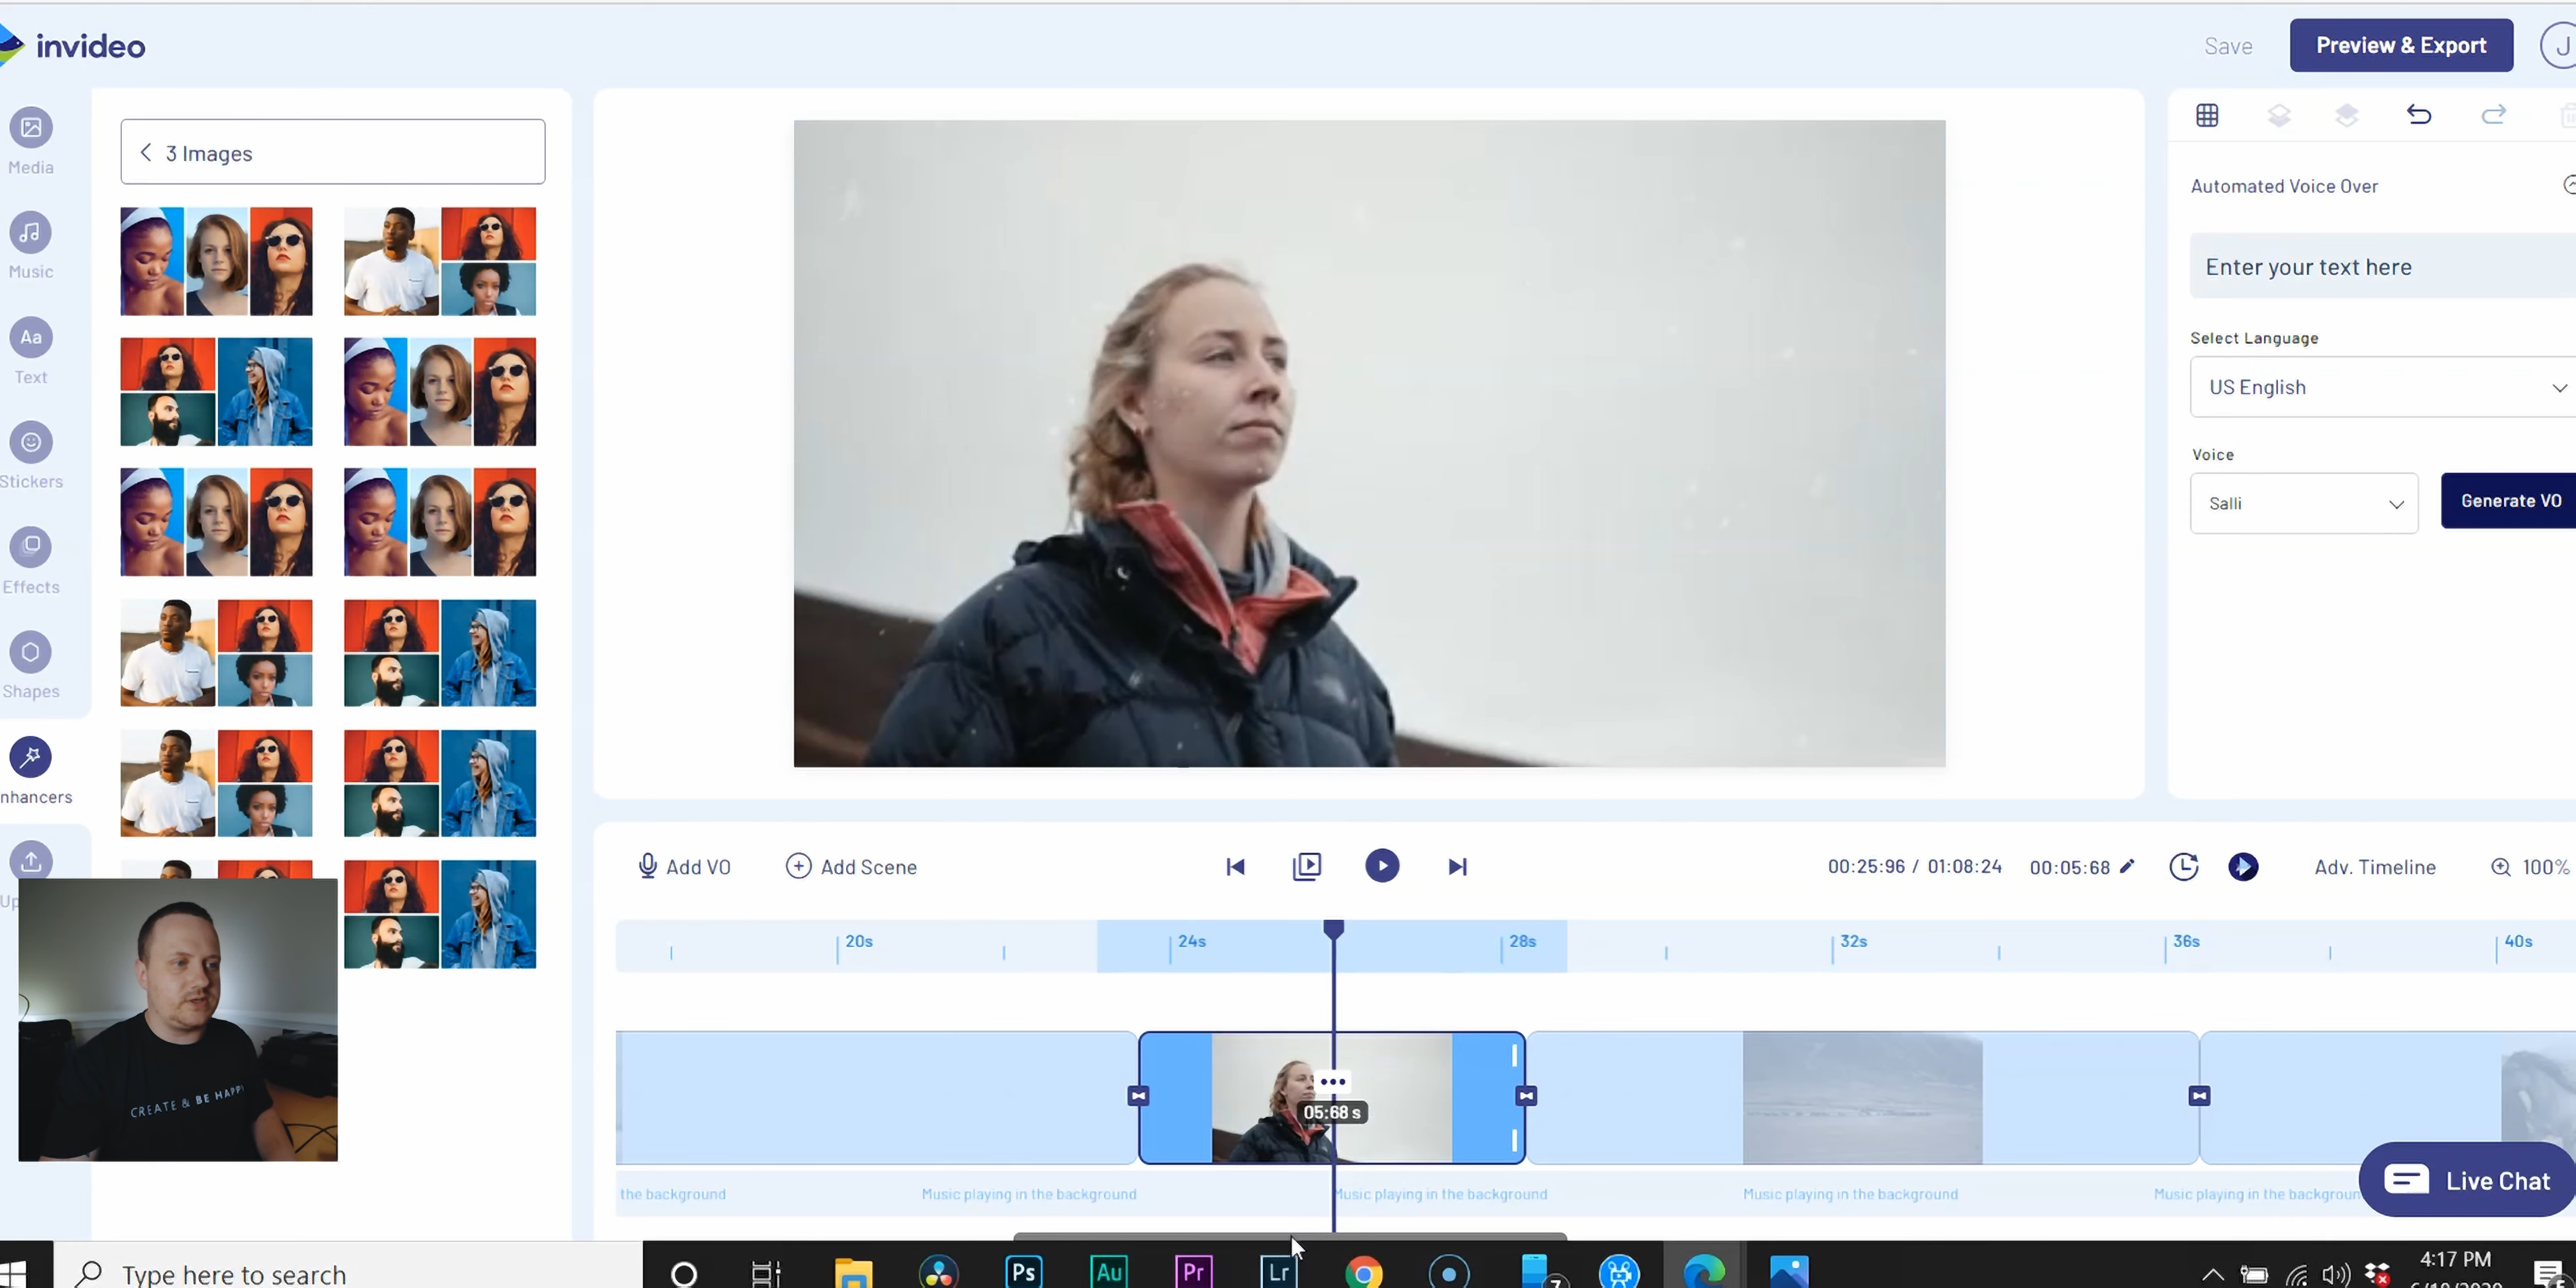 invideo
Save
Preview & Export
J
Media
Music
Aa
Text
Stickers
Effects
Shapes
nhancers
Up
3 Images
Automated Voice Over
Enter your text here
Select Language
US English
Voice
Salli
Generate VO
Add VO
Add Scene
00:25:96 / 01:08:24
00:05:68
Adv. Timeline
100%
20s
24s
28s
32s
36s
40s
05:68 s
the background
Music playing in the background
Music playing in the background
Music playing in the background
Music playing in the backgroun
Live Chat
CREATE & BE HAPPY
Type here to search
Ps
Au
Pr
Lr
7
4:17 PM